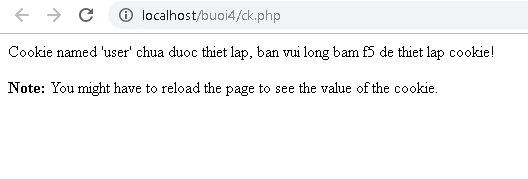 localhost/buoi4/ck.php
Cookie named 'user' chua duoc thiet lap, ban vui long bam f5 de thiet lap cookie!
Note: You might have to reload the page to see the value of the cookie.